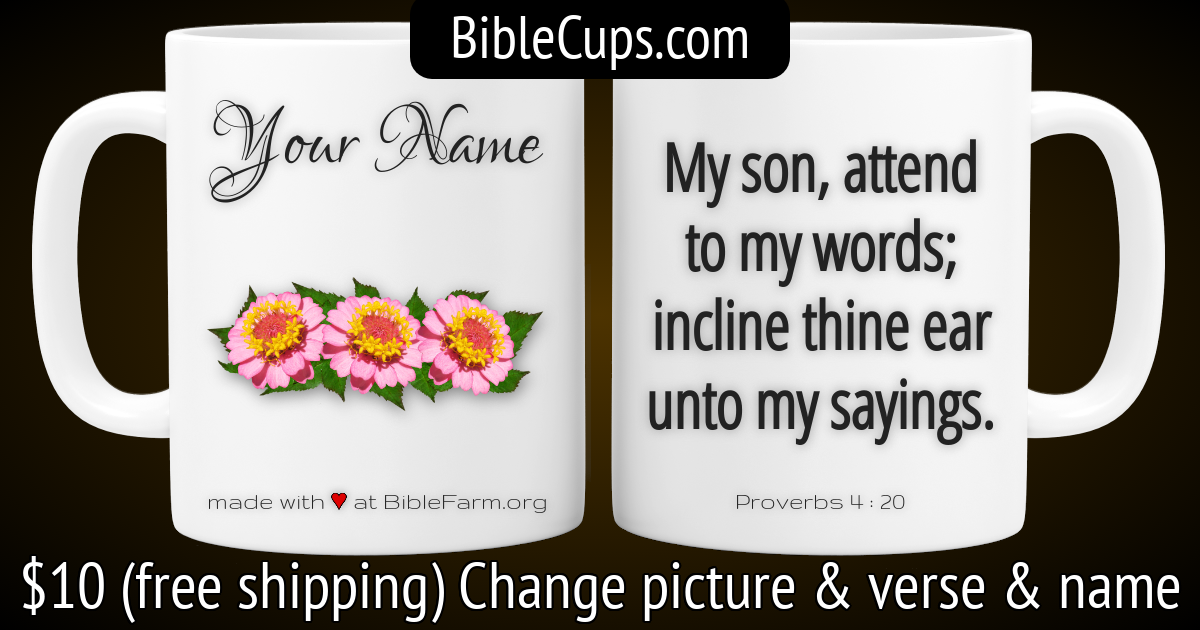 BibleCups.com
Your Name
made with ♥ at BibleFarm.org
My son, attend
to my words;
incline thine ear
unto my sayings.
Proverbs 4 : 20
$10 (free shipping) Change picture & verse & name